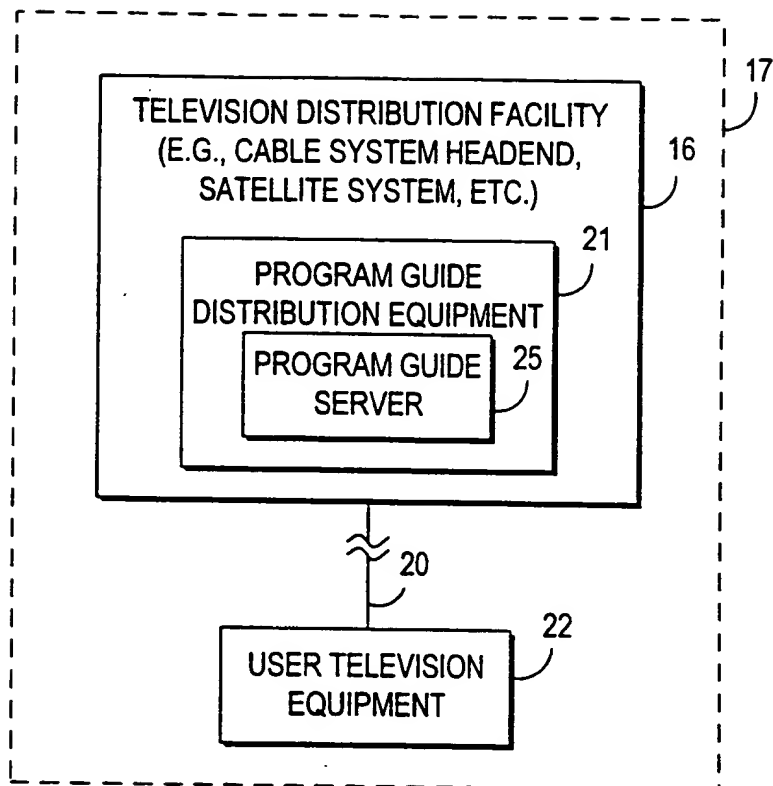 17
TELEVISION DISTRIBUTION FACILITY
(E.G., CABLE SYSTEM HEADEND,
SATELLITE SYSTEM, ETC.)
16
21
PROGRAM GUIDE
DISTRIBUTION EQUIPMENT
PROGRAM GUIDE
SERVER
25
20
22
USER TELEVISION
EQUIPMENT